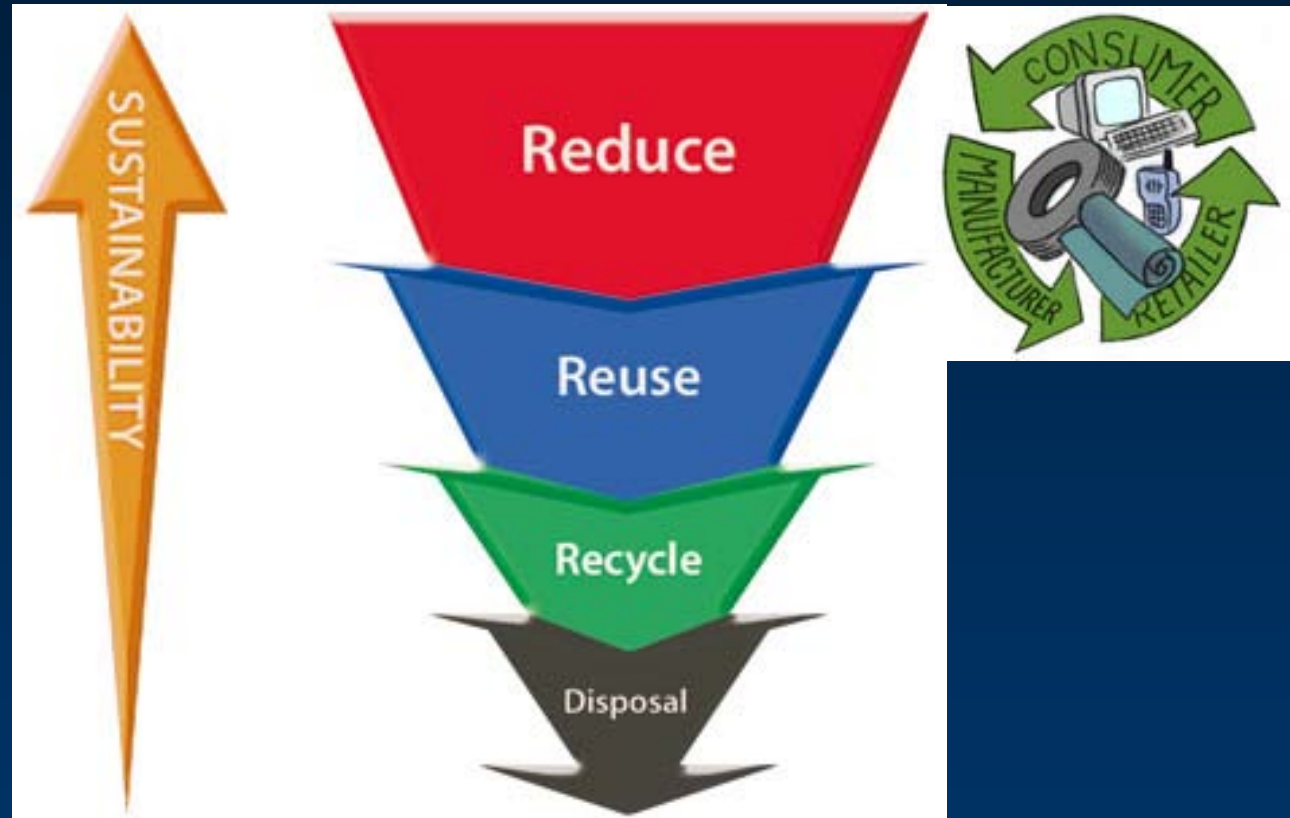 SUSTAINABILITY
Reduce
Reuse
Recycle
Disposal
CONSUMER
MANUFACTURER
RETAILER